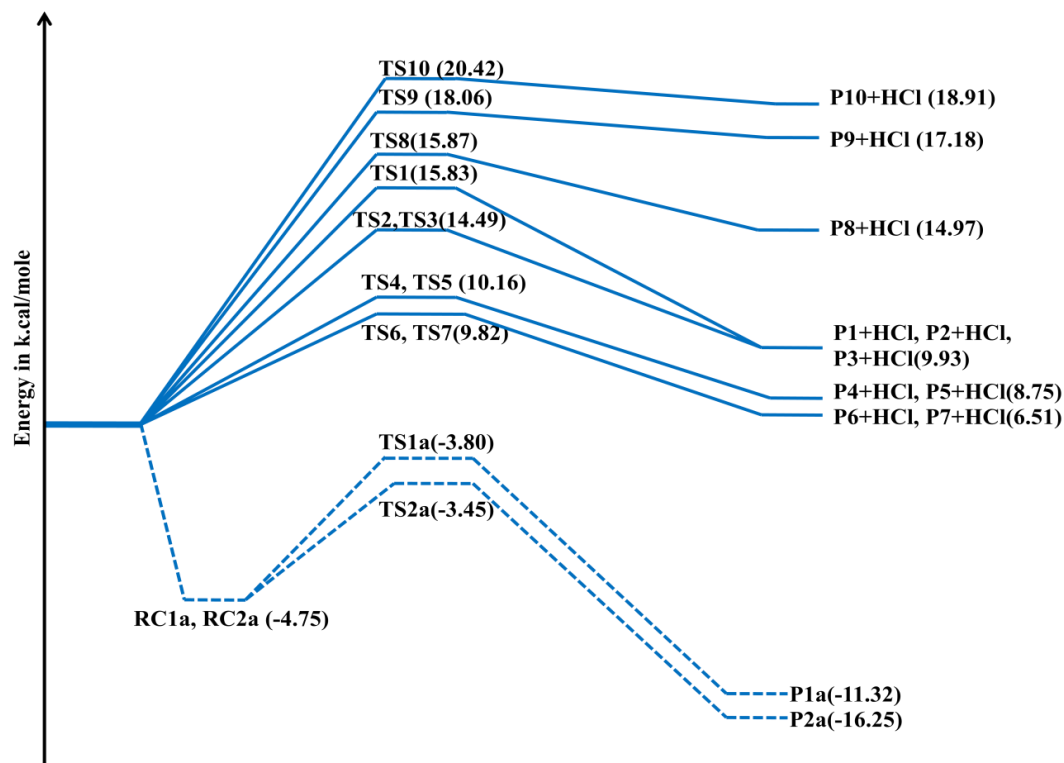 TS10 (20.42)
P10+HCl (18.91)
TS9 (18.06)
P9+HCl (17.18)
TS8(15.87)
TS1(15.83)
TS2,TS3(14.49)
P8+HCl (14.97)
TS4, TS5 (10.16)
TS6, TS7(9.82)
P1+HCl, P2+HCl,
P3+HCl(9.93)
P4+HCl, P5+HCl(8.75)
P6+HCl, P7+HCl(6.51)
Energy in k.cal/mole
TS1a(-3.80)
TS2a(-3.45)
RC1a, RC2a (-4.75)
P1a(-11.32)
P2a(-16.25)